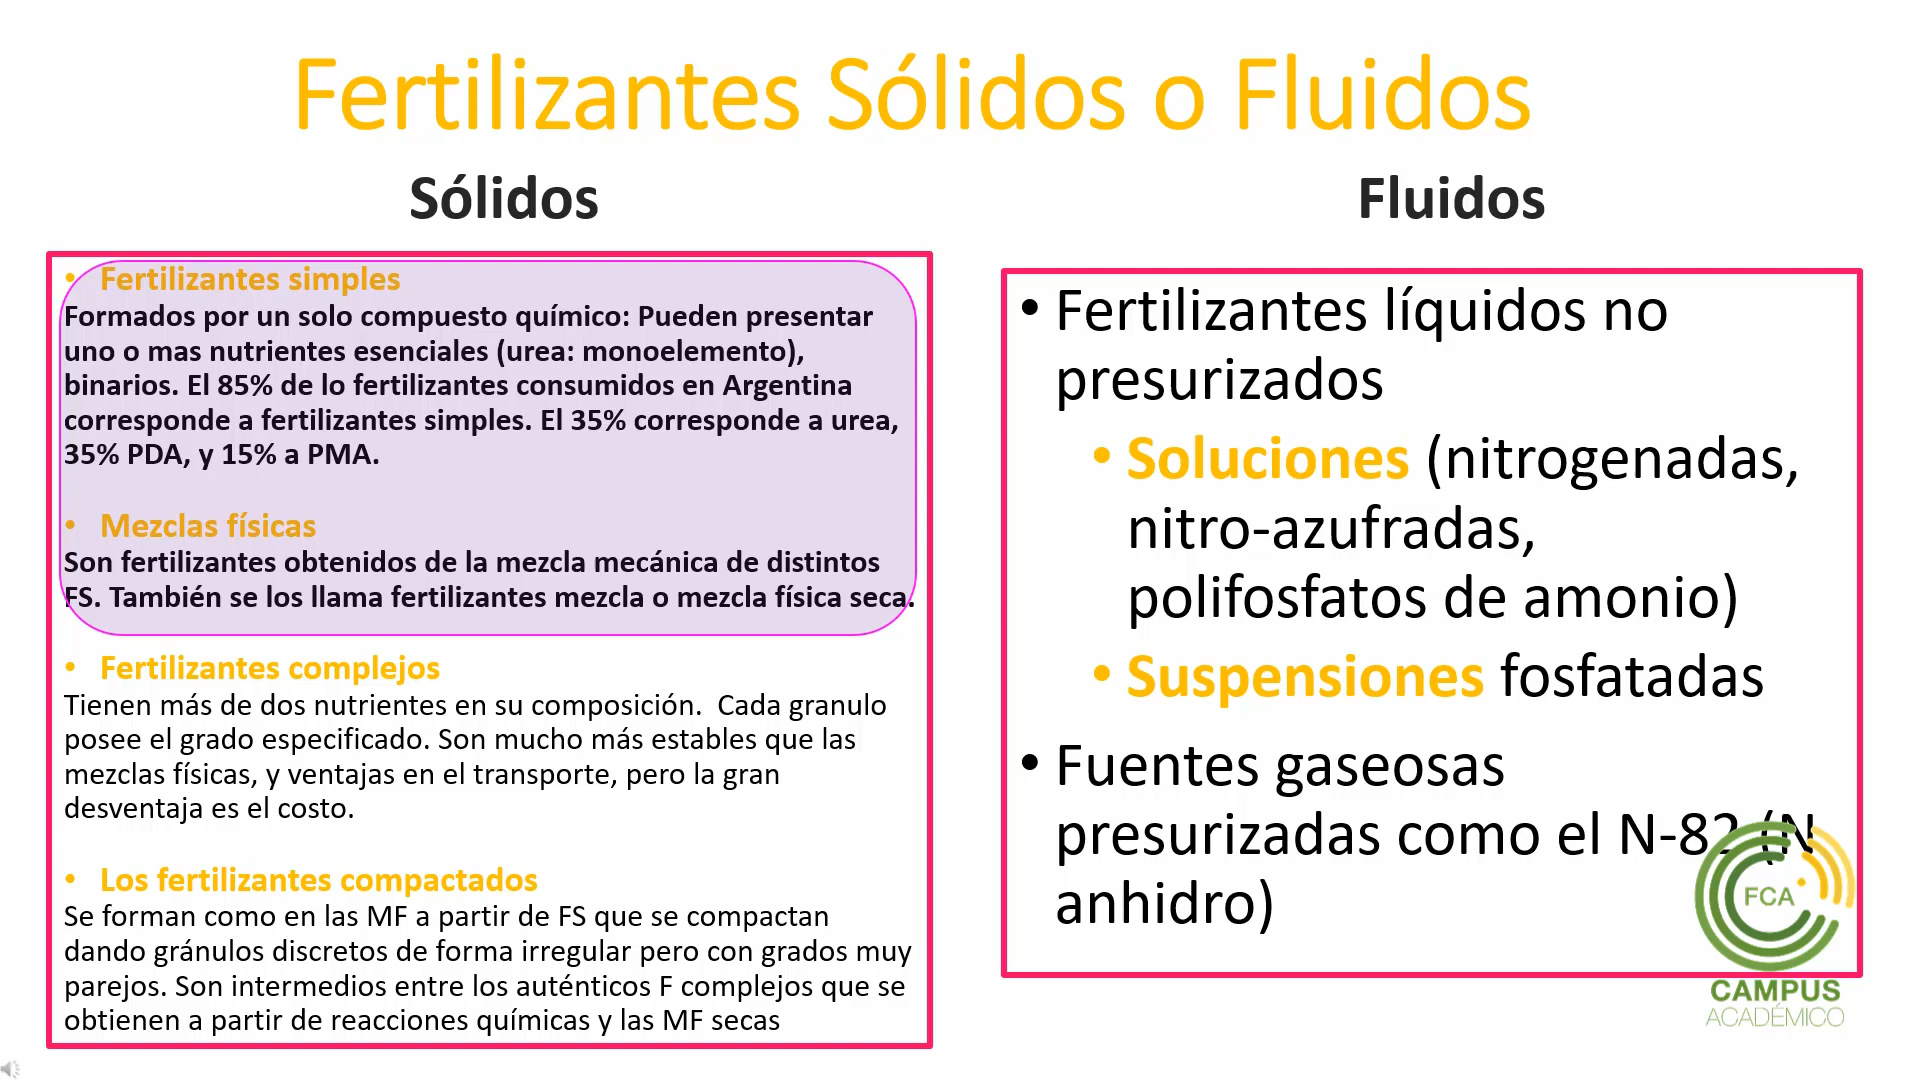 Fertilizantes Sólidos o Fluidos
Sólidos
• Fertilizantes simples
Formados por un solo compuesto químico: Pueden presentar
uno o mas nutrientes esenciales (urea: monoelemento),
binarios. El 85% de lo fertilizantes consumidos en Argentina
corresponde a fertilizantes simples. El 35% corresponde a urea,
35% PDA, y 15% a PMA.
• Mezclas físicas
Son fertilizantes obtenidos de la mezcla mecánica de distintos
FS. También se los llama fertilizantes mezcla o mezcla física seca.
• Fertilizantes complejos
Tienen más de dos nutrientes en su composición. Cada granulo
posee el grado especificado. Son mucho más estables que las
mezclas físicas, y ventajas en el transporte, pero la gran
desventaja es el costo.
• Los fertilizantes compactados
Se forman como en las MF a partir de FS que se compactan
dando gránulos discretos de forma irregular pero con grados muy
parejos. Son intermedios entre los auténticos F complejos que se
obtienen a partir de reacciones químicas y las MF secas
Fluidos
• Fertilizantes líquidos no
presurizados
• Soluciones (nitrogenadas,
nitro-azufradas,
polifosfatos de amonio)
• Suspensiones fosfatadas
• Fuentes gaseosas
presurizadas como el N-82 (N
anhidro)
FCA
CAMPUS
ACADÉMICO